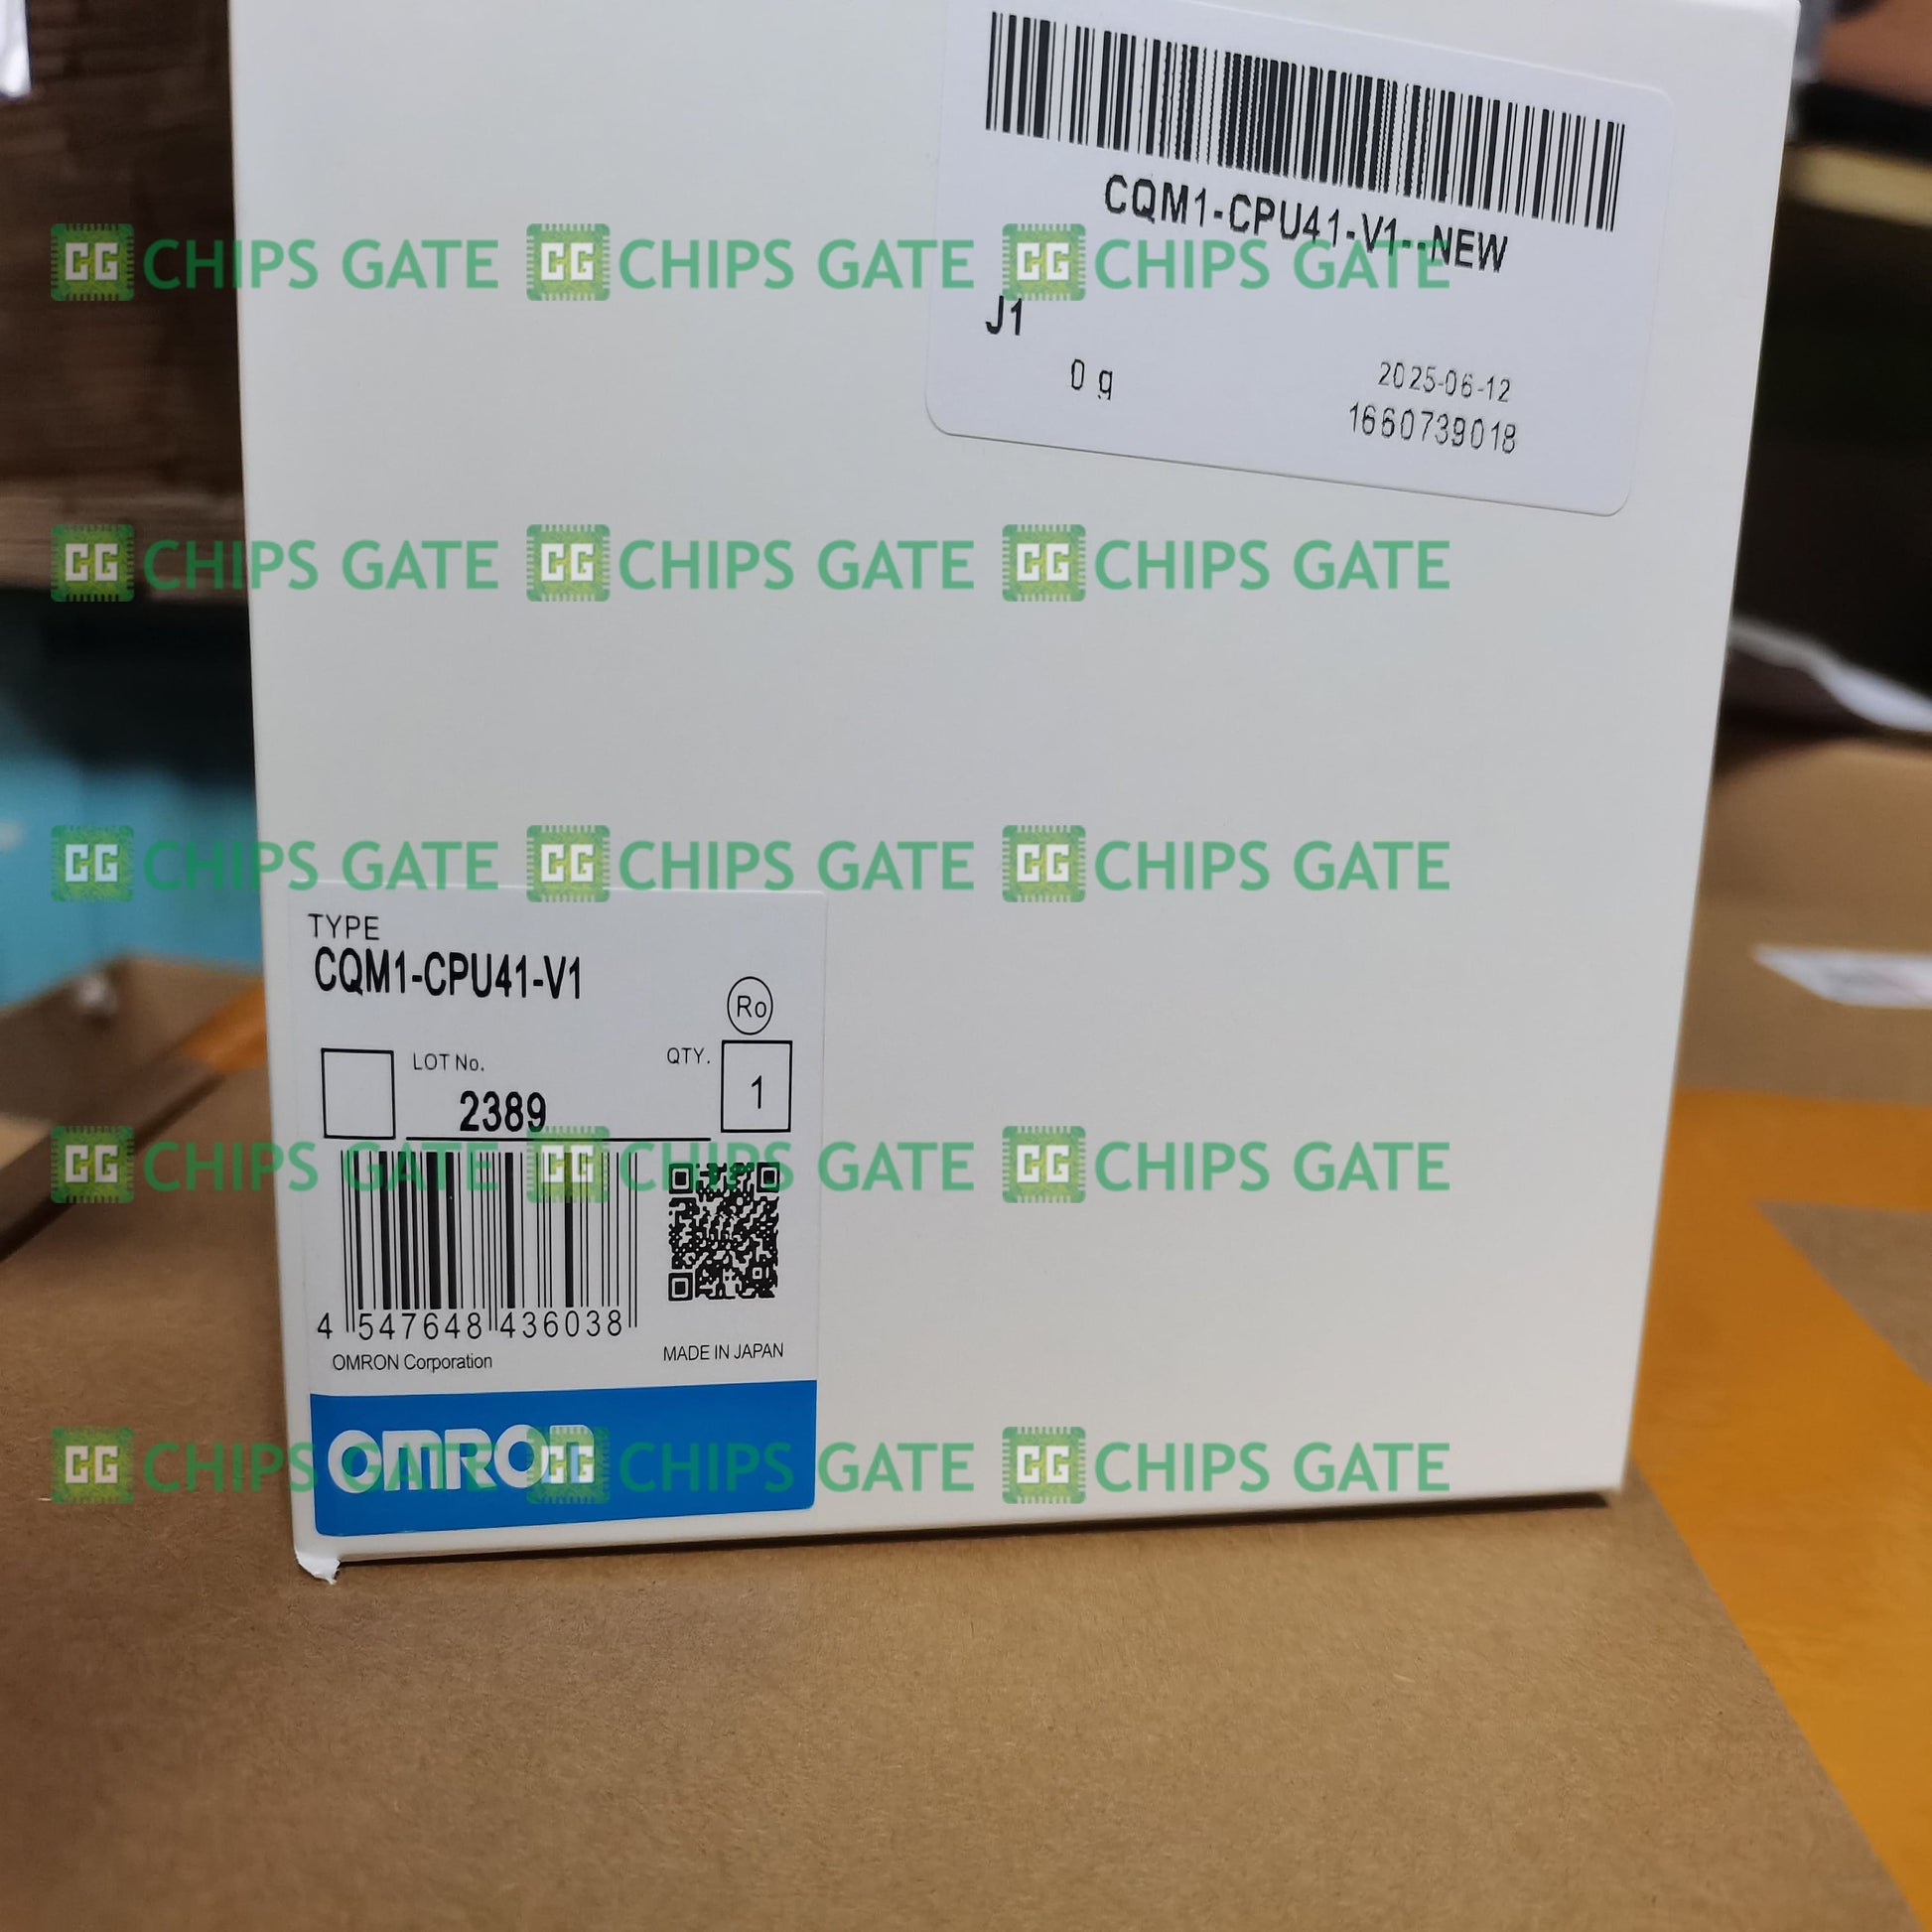 CQM1-CPU41-V1--NEW
J1
0 g
2025-06-12
1660739018
CG CHIPS GATE CG CHIPS GATE CG CHIPS GATE
CG CHIPS GATE CG CHIPS GATE CG CHIPS GATE
CG CHIPS GATE CG CHIPS GATE CG CHIPS GATE
TYPE
CQM1-CPU41-V1
Ro
LOT No.
QTY.
2389
1
CG CHIPS GATE CG CHIPS GATE CG CHIPS GATE
4 547648 436038
OMRON Corporation
MADE IN JAPAN
OMRON
CG CHIPS GATE CG CHIPS GATE CG CHIPS GATE